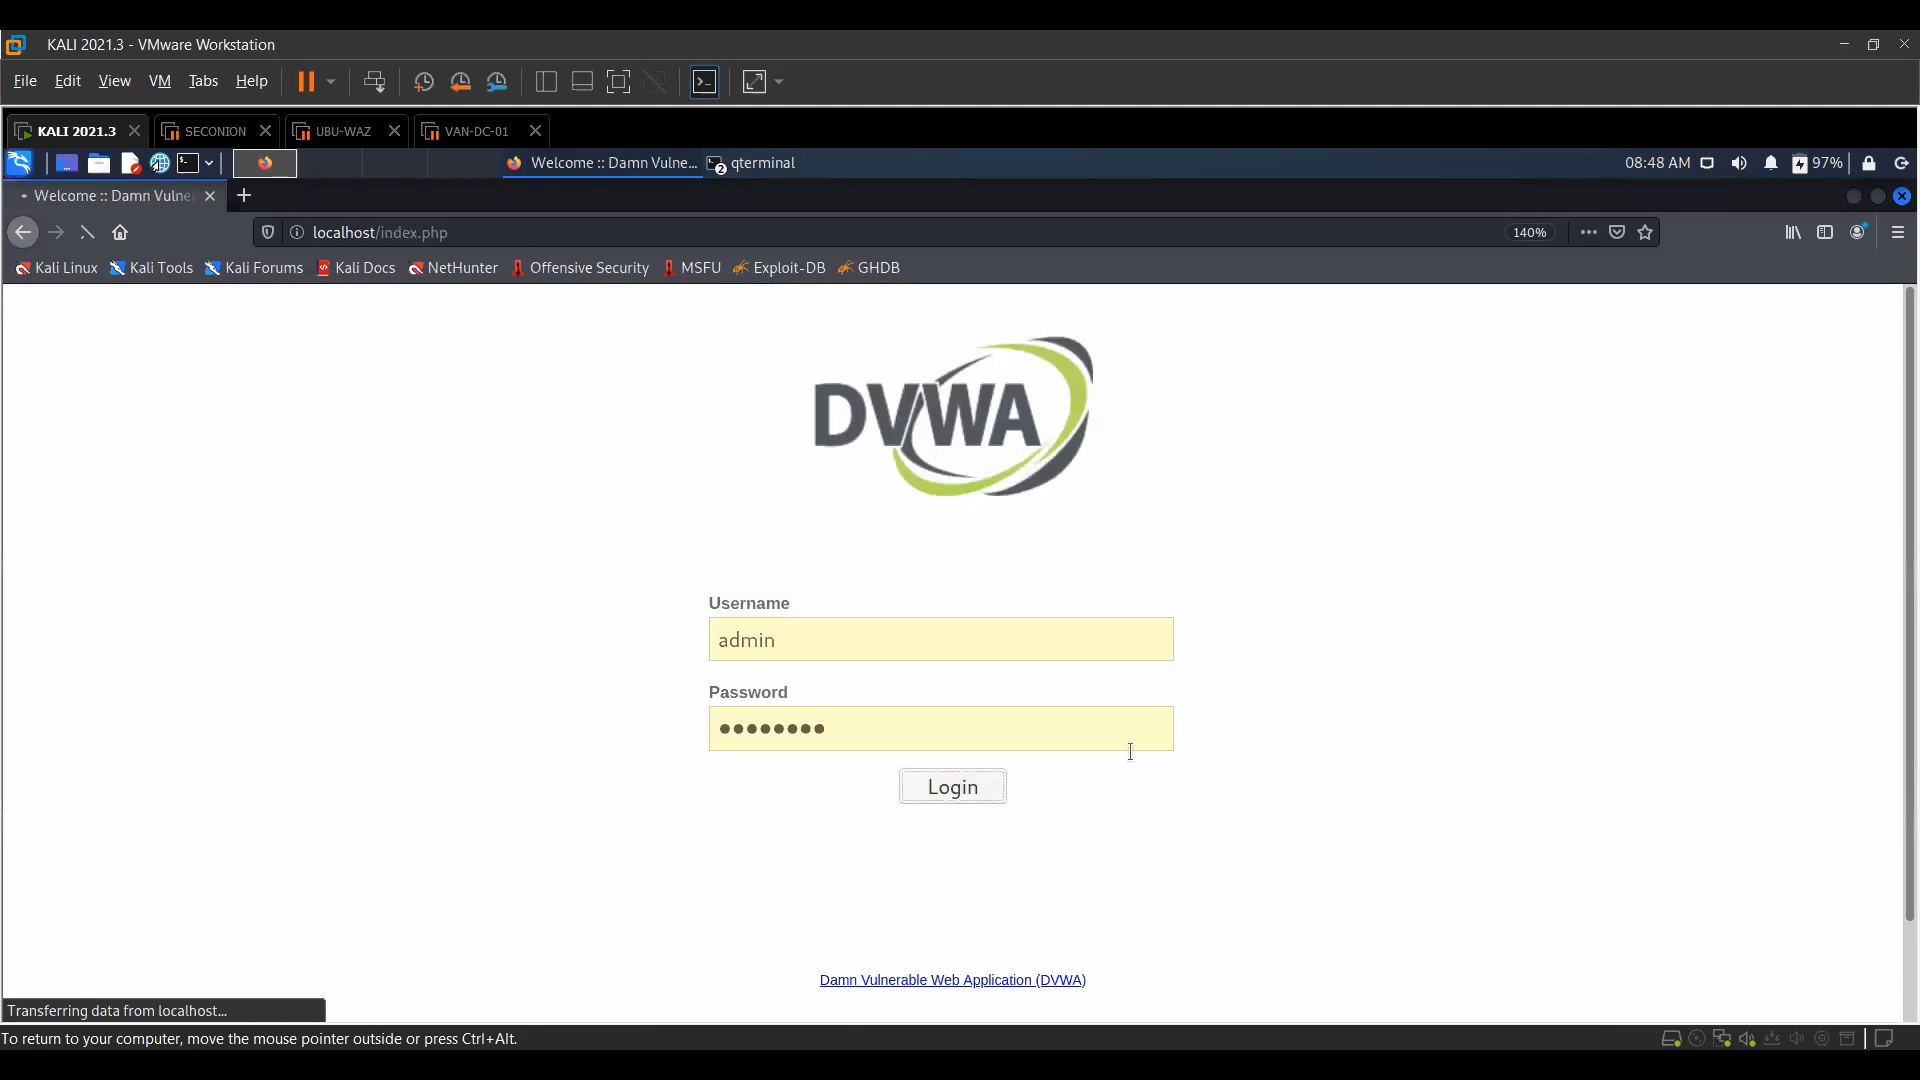 KALI 2021.3 - VMware Workstation
File Edit View VM Tabs Help
KALI 2021.3 SECONION UBU-WAZ VAN-DC-01
Welcome :: Damn Vulne... 2 qterminal 08:48 AM 97%
Welcome :: Damn Vulne
localhost/index.php 140%
Kali Linux Kali Tools Kali Forums Kali Docs NetHunter Offensive Security MSFU Exploit-DB GHDB
DVWA
Username
admin
Password
Login
Damn Vulnerable Web Application (DVWA)
Transferring data from localhost...
To return to your computer, move the mouse pointer outside or press Ctrl+Alt.